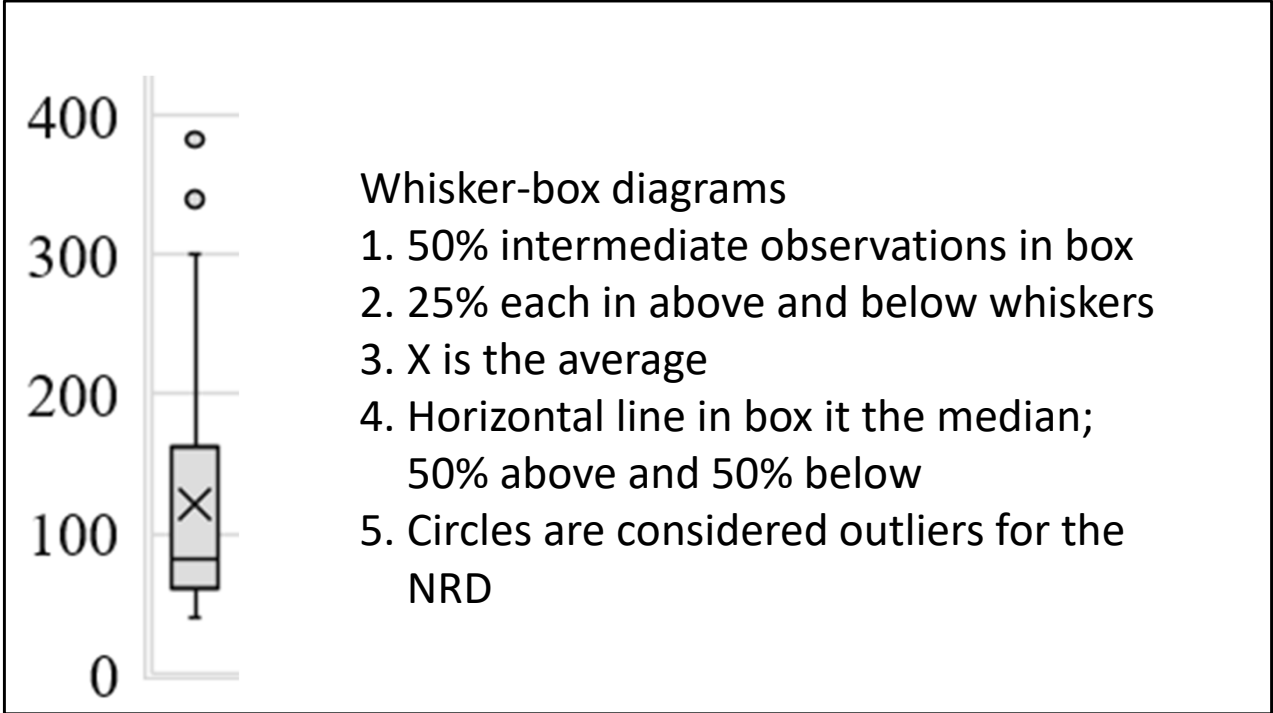 400
300
200
100
0
Whisker-box diagrams
1. 50% intermediate observations in box
2. 25% each in above and below whiskers
3. X is the average
4. Horizontal line in box it the median;
50% above and 50% below
5. Circles are considered outliers for the
NRD